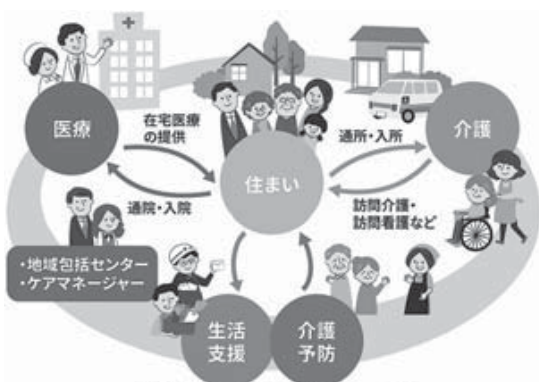 医療
在宅医療
の提供
通院・入院
住まい
通所・入所
訪問介護・
訪問看護など
介護
・地域包括センター
・ケアマネージャー
生活
支援
介護
予防